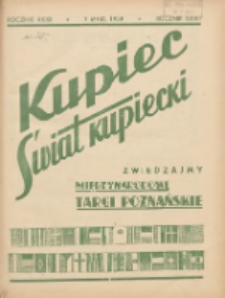 Kupiec
Świat kupiecki
ZWIEDZAJMY
MIĘDZYNARODOWE
TARGI POZNAŃSKIE